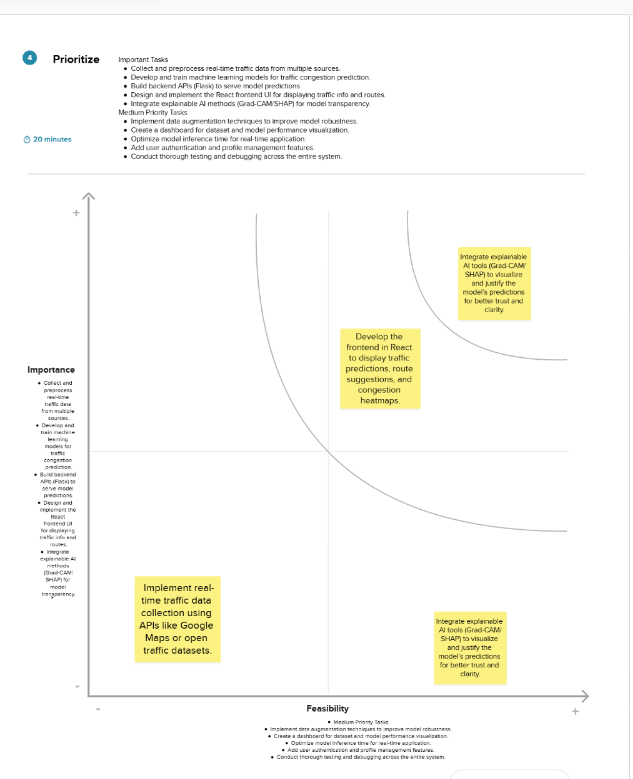 4
Prioritize
Important Tasks
• Collect and preprocess real-time traffic data from multiple sources.
• Develop and train machine learning models for traffic congestion prediction.
• Build backend APIs (Flask) to serve model predictions.
• Design and implement the React frontend UI for displaying traffic info and routes.
• Integrate explainable AI methods (Grad-CAM/SHAP) for model transparency.
Medium Priority Tasks
• Implement data augmentation techniques to improve model robustness.
• Create a dashboard for dataset and model performance visualization.
• Optimize model inference time for real-time application.
• Add user authentication and profile management features.
• Conduct thorough testing and debugging across the entire system.
20 minutes
+
Integrate explainable
AI tools (Grad-CAM/
SHAP) to visualize
and justify the
model's predictions
for better trust and
clarity.
Develop the
frontend in React
to display traffic
predictions, route
suggestions, and
congestion
heatmaps.
Importance
• Collect and
preprocess
real-time
traffic data
from multiple
sources.
• Develop and
train machine
learning
models for
traffic
congestion
prediction.
• Build backend
APIs (Flask) to
serve model
predictions.
• Design and
implement the
React
frontend UI
for displaying
traffic info and
routes.
• Integrate
explainable AI
methods
(Grad-CAM/
SHAP) for
model
transparency.
Implement real-
time traffic data
collection using
APIs like Google
Maps or open
traffic datasets.
Integrate explainable
AI tools (Grad-CAM/
SHAP) to visualize
and justify the
model's predictions
for better trust and
clarity.
-
-
Feasibility
+
• Medium Priority Tasks
• Implement data augmentation techniques to improve model robustness.
• Create a dashboard for dataset and model performance visualization.
• Optimize model inference time for real-time application.
• Add user authentication and profile management features.
• Conduct thorough testing and debugging across the entire system.